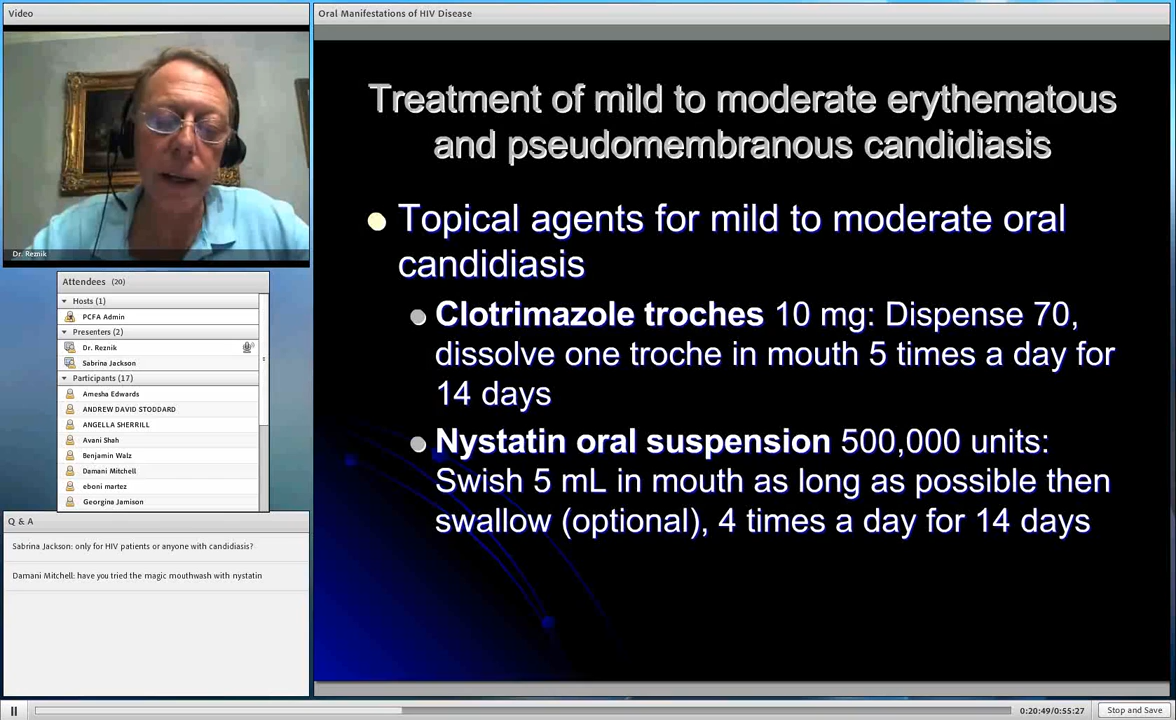 Video
Dr. Reznik
Attendees (20)
Hosts (1)
PCFA Admin
Presenters (2)
Dr. Reznik
Sabrina Jackson
Participants (17)
Amesha Edwards
ANDREW DAVID STODDARD
ANGELLA SHERRILL
Avani Shah
Benjamin Walz
Damani Mitchell
eboni martez
Georgina Jamison
Q & A
Sabrina Jackson: only for HIV patients or anyone with candidiasis?
Damani Mitchell: have you tried the magic mouthwash with nystatin
Oral Manifestations of HIV Disease
Treatment of mild to moderate erythematous
and pseudomembranous candidiasis
Topical agents for mild to moderate oral
candidiasis
Clotrimazole troches 10 mg: Dispense 70,
dissolve one troche in mouth 5 times a day for
14 days
Nystatin oral suspension 500,000 units:
Swish 5 mL in mouth as long as possible then
swallow (optional), 4 times a day for 14 days
0:20:49/0:55:27
Stop and Save